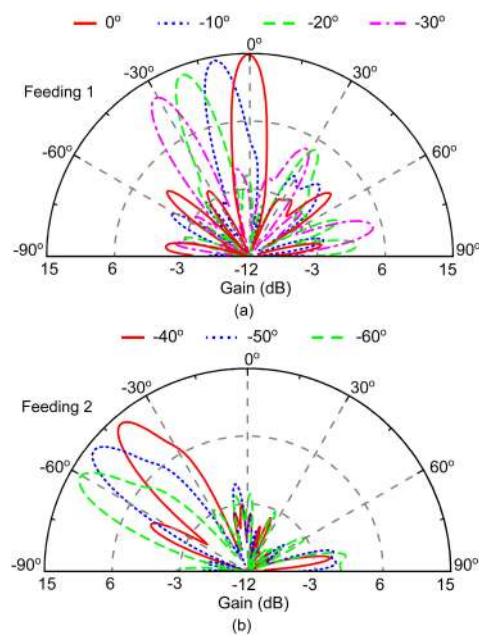 0° -10° -20° -30°
0°
-30° 30°
Feeding 1
-60° 60°
-90° 90°
15 6 -3 -12 -3 6 15
Gain (dB)
(a)
-40° -50° -60°
0°
-30° 30°
Feeding 2
-60° 60°
-90° 90°
15 6 -3 -12 -3 6 15
Gain (dB)
(b)